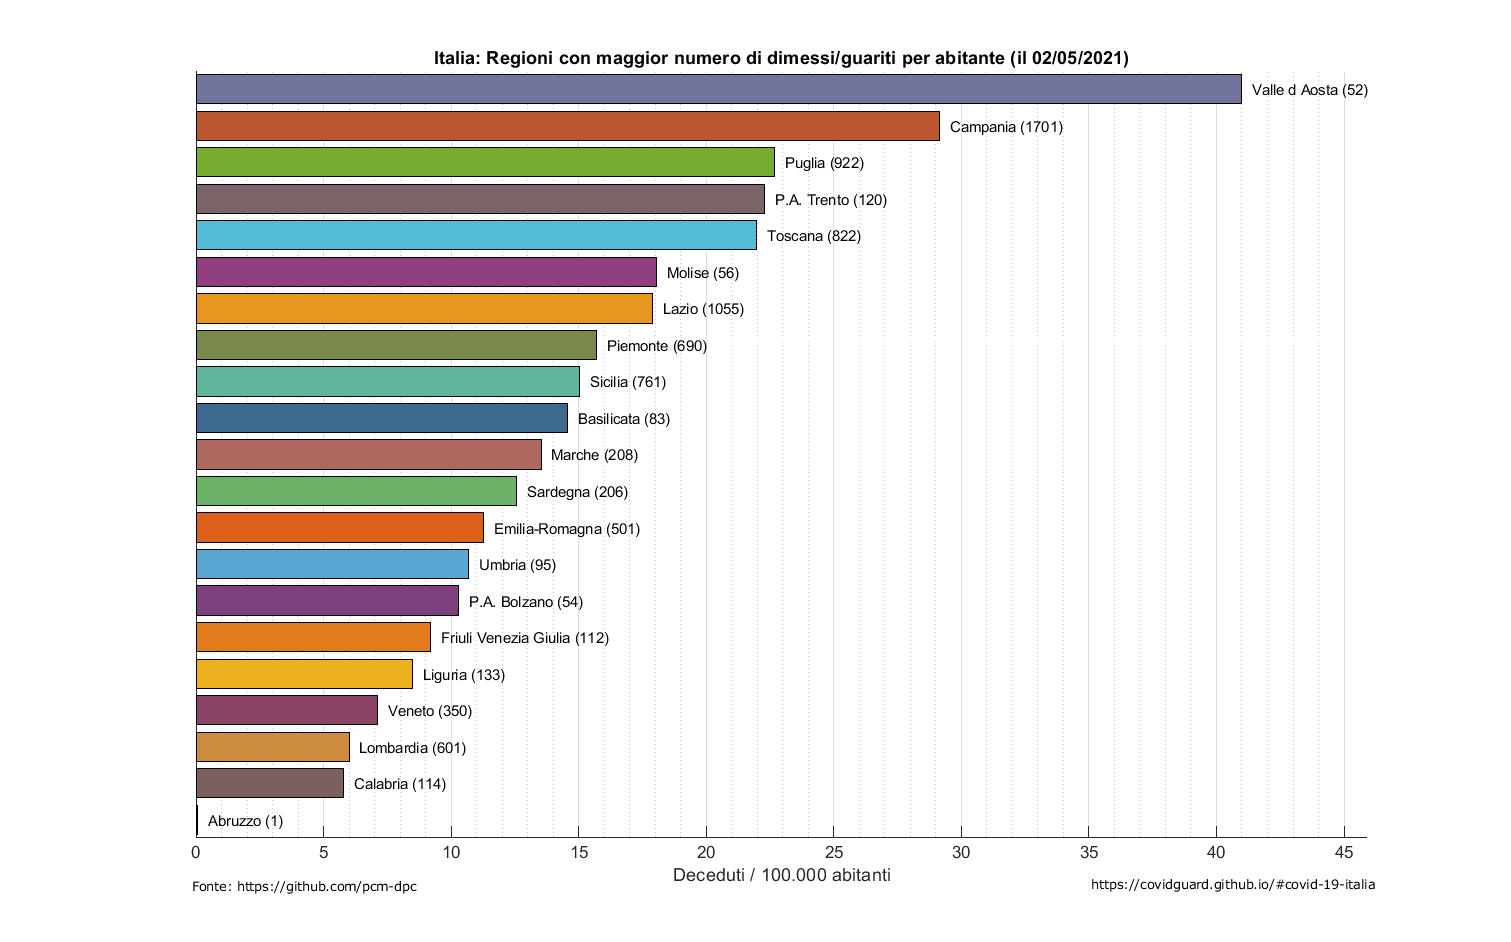 Italia: Regioni con maggior numero di dimessi/guariti per abitante (il 02/05/2021)
Valle d Aosta (52)
Campania (1701)
Puglia (922)
P.A. Trento (120)
Toscana (822)
Molise (56)
Lazio (1055)
Piemonte (690)
Sicilia (761)
Basilicata (83)
Marche (208)
Sardegna (206)
Emilia-Romagna (501)
Umbria (95)
P.A. Bolzano (54)
Friuli Venezia Giulia (112)
Liguria (133)
Veneto (350)
Lombardia (601)
Calabria (114)
Abruzzo (1)
0 5 10 15 20 25 30 35 40 45
Deceduti / 100.000 abitanti
Fonte: https://github.com/pcm-dpc
https://covidguard.github.io/#covid-19-italia